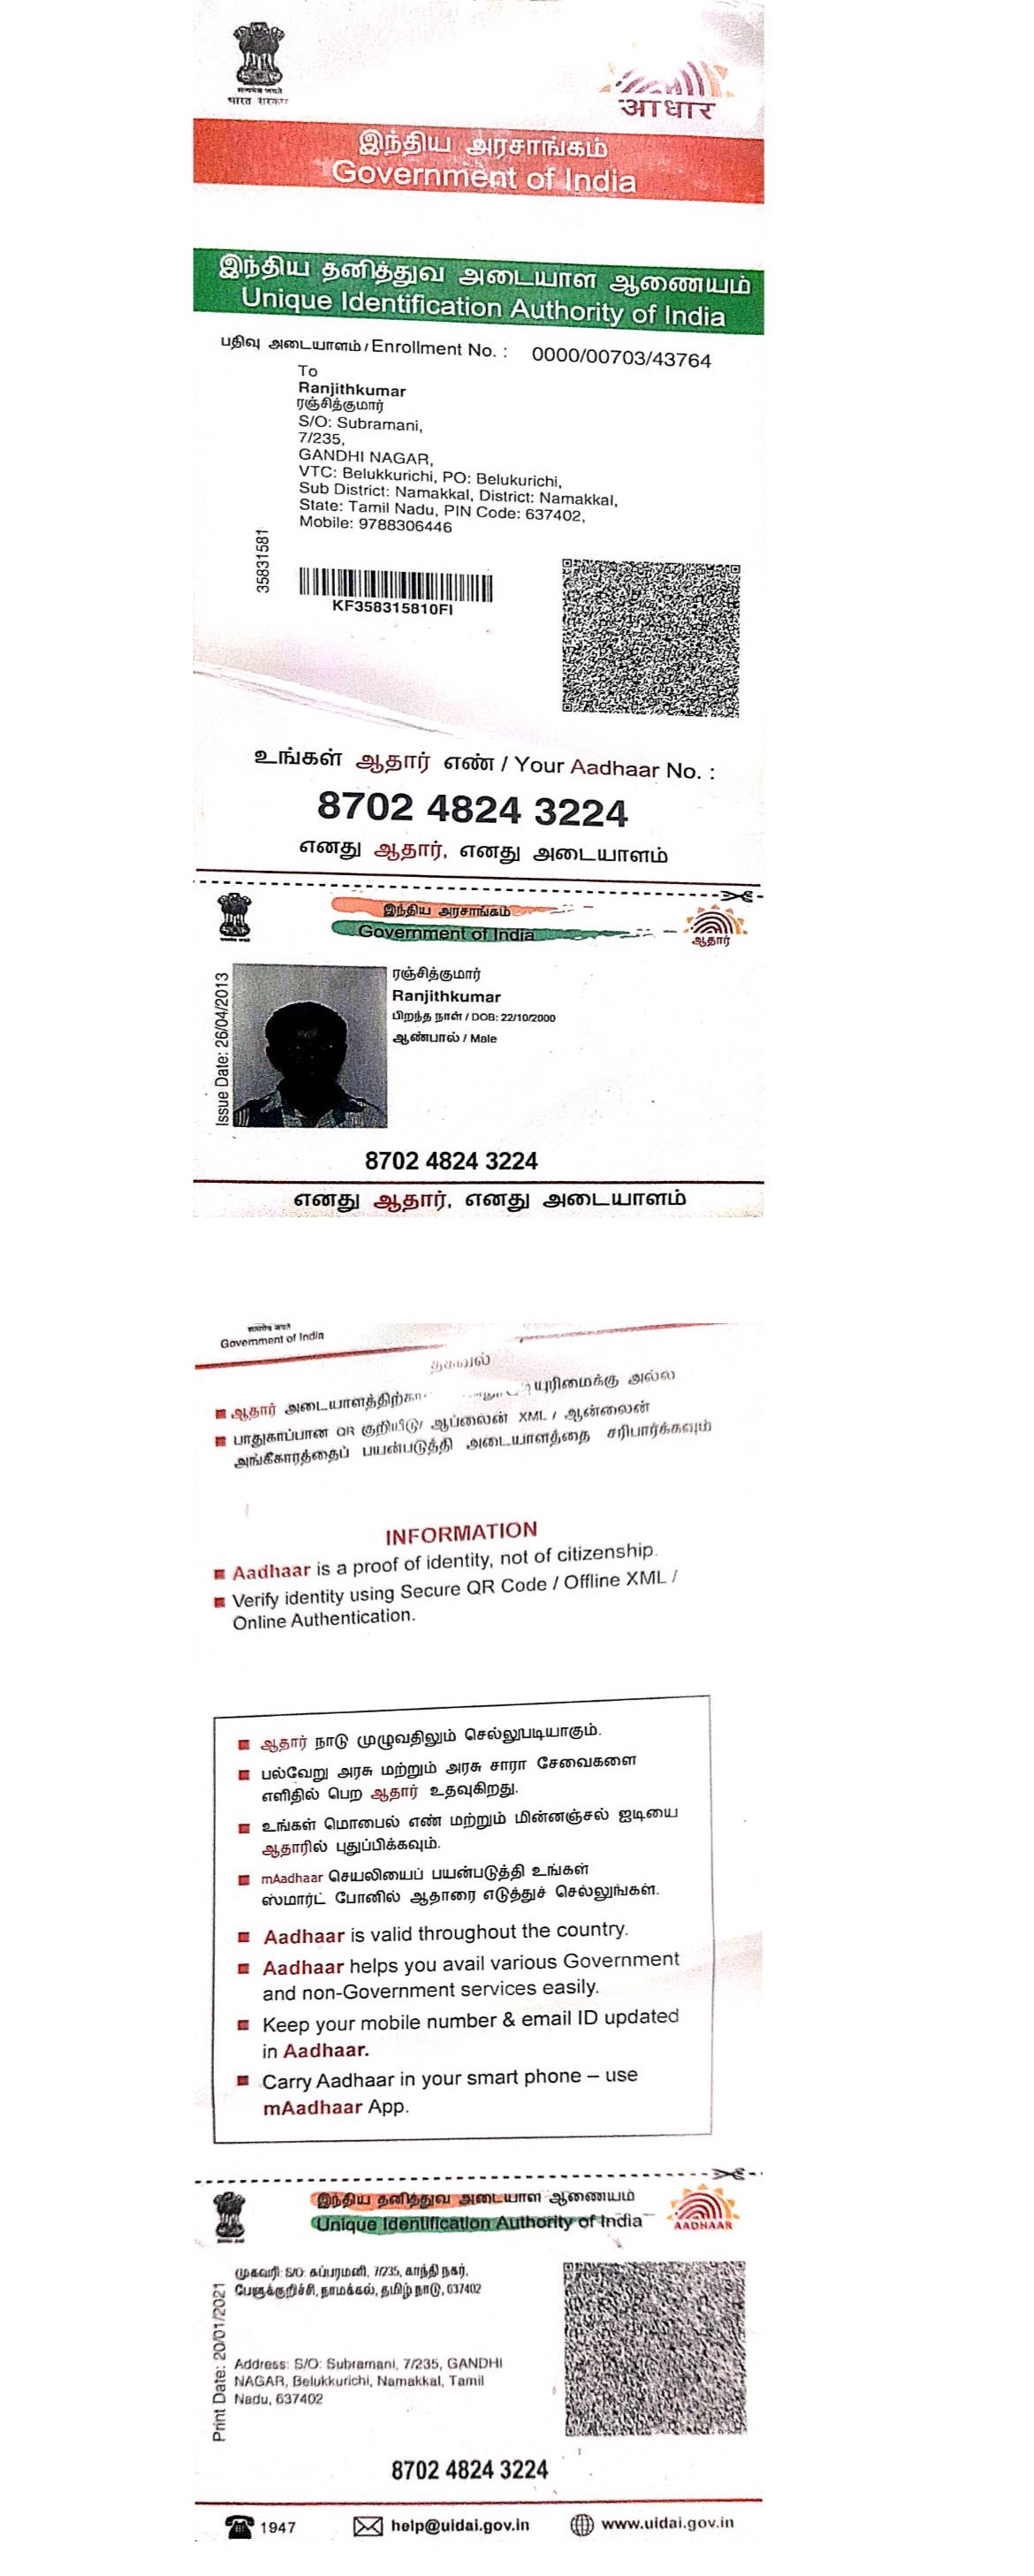 सत्यमेव जयते
भारत सरकार
आधार
இந்திய அரசாங்கம்
Government of India
இந்திய தனித்துவ அடையாள ஆணையம்
Unique Identification Authority of India
பதிவு அடையாளம் / Enrollment No. : 0000/00703/43764
To
Ranjithkumar
ரஞ்சித்குமார்
S/O: Subramani,
7/235,
GANDHI NAGAR,
VTC: Belukkurichi, PO: Belukurichi,
Sub District: Namakkal, District: Namakkal,
State: Tamil Nadu, PIN Code: 637402,
Mobile: 9788306446
35831581
KF358315810FI
உங்கள் ஆதார் எண் / Your Aadhaar No. :
8702 4824 3224
எனது ஆதார், எனது அடையாளம்
இந்திய அரசாங்கம்
Government of India
ஆதார்
Issue Date: 26/04/2013
ரஞ்சித்குமார்
Ranjithkumar
பிறந்த நாள் / DOB: 22/10/2000
ஆண்பால் / Male
8702 4824 3224
எனது ஆதார், எனது அடையாளம்
सत्यमेव जयते
Government of India
தகவல்
ஆதார் அடையாளத்திற்கா யுரிமைக்கு அல்ல
பாதுகாப்பான QR குறியீடு/ ஆப்லைன் XML / ஆன்லைன்
அங்கீகாரத்தைப் பயன்படுத்தி அடையாளத்தை சரிபார்க்கவும்
INFORMATION
Aadhaar is a proof of identity, not of citizenship.
Verify identity using Secure QR Code / Offline XML /
Online Authentication.
ஆதார் நாடு முழுவதிலும் செல்லுபடியாகும்.
பல்வேறு அரசு மற்றும் அரசு சாரா சேவைகளை
எளிதில் பெற ஆதார் உதவுகிறது.
உங்கள் மொபைல் எண் மற்றும் மின்னஞ்சல் ஐடியை
ஆதாரில் புதுப்பிக்கவும்.
mAadhaar செயலியைப் பயன்படுத்தி உங்கள்
ஸ்மார்ட் போனில் ஆதாரை எடுத்துச் செல்லுங்கள்.
Aadhaar is valid throughout the country.
Aadhaar helps you avail various Government
and non-Government services easily.
Keep your mobile number & email ID updated
in Aadhaar.
Carry Aadhaar in your smart phone – use
mAadhaar App.
இந்திய தனித்துவ அடையாள ஆணையம்
Unique Identification Authority of India
AADHAAR
Print Date: 20/01/2021
முகவரி: S/O: சுப்பரமனி, 7/235, காந்தி நகர்,
பேளுக்குறிச்சி, நாமக்கல், தமிழ் நாடு, 637402
Address: S/O: Subramani, 7/235, GANDHI
NAGAR, Belukkurichi, Namakkal, Tamil
Nadu, 637402
8702 4824 3224
1947 help@uidai.gov.in www.uidai.gov.in